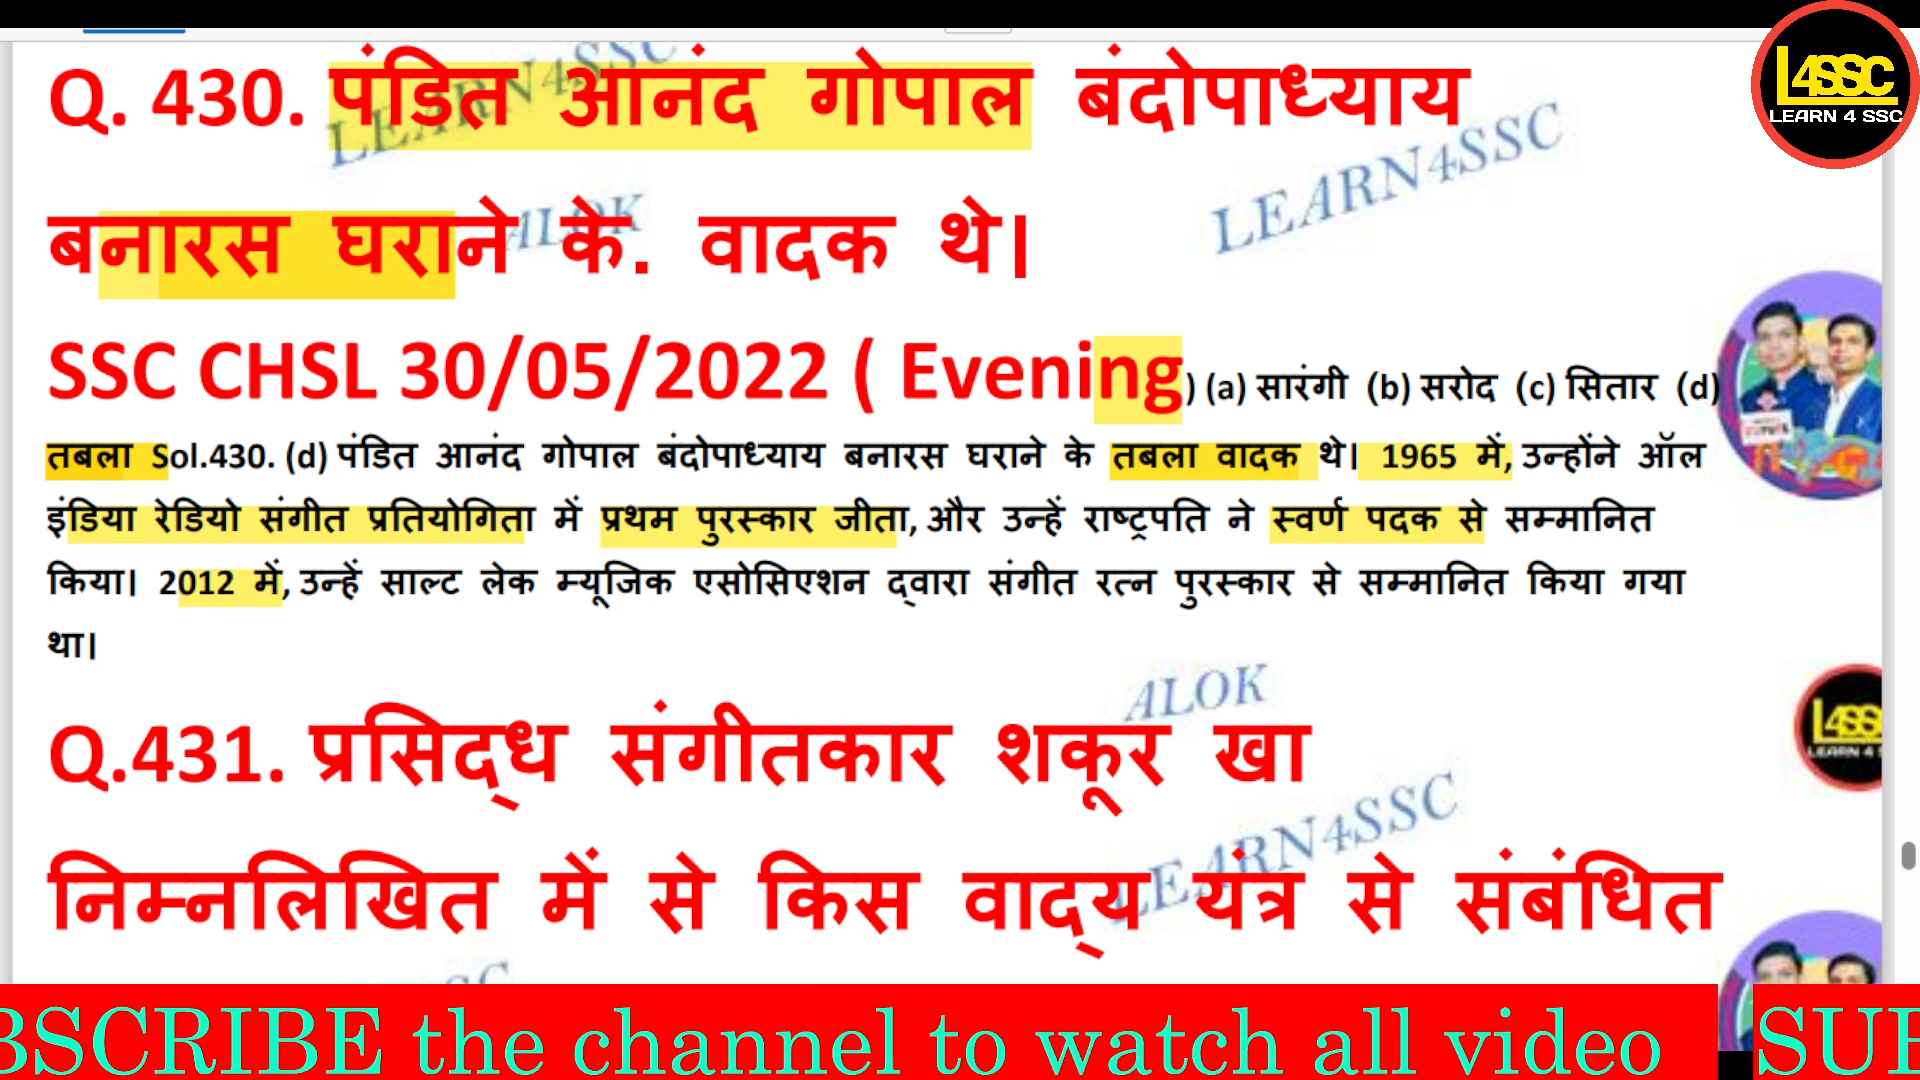 L4SSC
LEARN 4 SSC
Q. 430. पंडित आनंद गोपाल बंदोपाध्याय
बनारस घराने के. वादक थे।
SSC CHSL 30/05/2022 ( Evening) (a) सारंगी (b) सरोद (c) सितार (d)
तबला Sol.430. (d) पंडित आनंद गोपाल बंदोपाध्याय बनारस घराने के तबला वादक थे। 1965 में, उन्होंने ऑल
इंडिया रेडियो संगीत प्रतियोगिता में प्रथम पुरस्कार जीता, और उन्हें राष्ट्रपति ने स्वर्ण पदक से सम्मानित
किया। 2012 में, उन्हें साल्ट लेक म्यूजिक एसोसिएशन द्वारा संगीत रत्न पुरस्कार से सम्मानित किया गया
था।
Q.431. प्रसिद्ध संगीतकार शकूर खा
निम्नलिखित में से किस वाद्य यंत्र से संबंधित
LEARN4SSC
ALOK
LEARN4SSC
ALOK
LEARN4SSC
L4SS
LEARN 4
BSCRIBE the channel to watch all video SUB